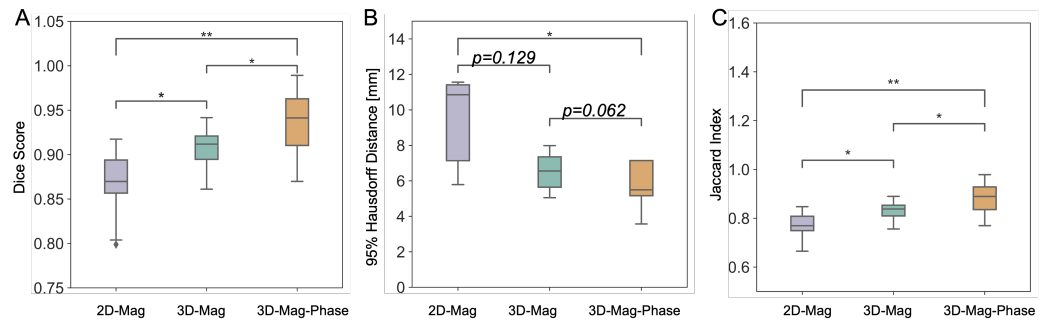 A
Dice Score
1.05
1.00
0.95
0.90
0.85
0.80
0.75
**
*
*
2D-Mag 3D-Mag 3D-Mag-Phase
B
95% Hausdorff Distance [mm]
14
12
10
8
6
4
2
0
*
p=0.129
p=0.062
2D-Mag 3D-Mag 3D-Mag-Phase
C
Jaccard Index
1.6
1.4
1.2
1.0
0.8
0.6
**
*
*
2D-Mag 3D-Mag 3D-Mag-Phase